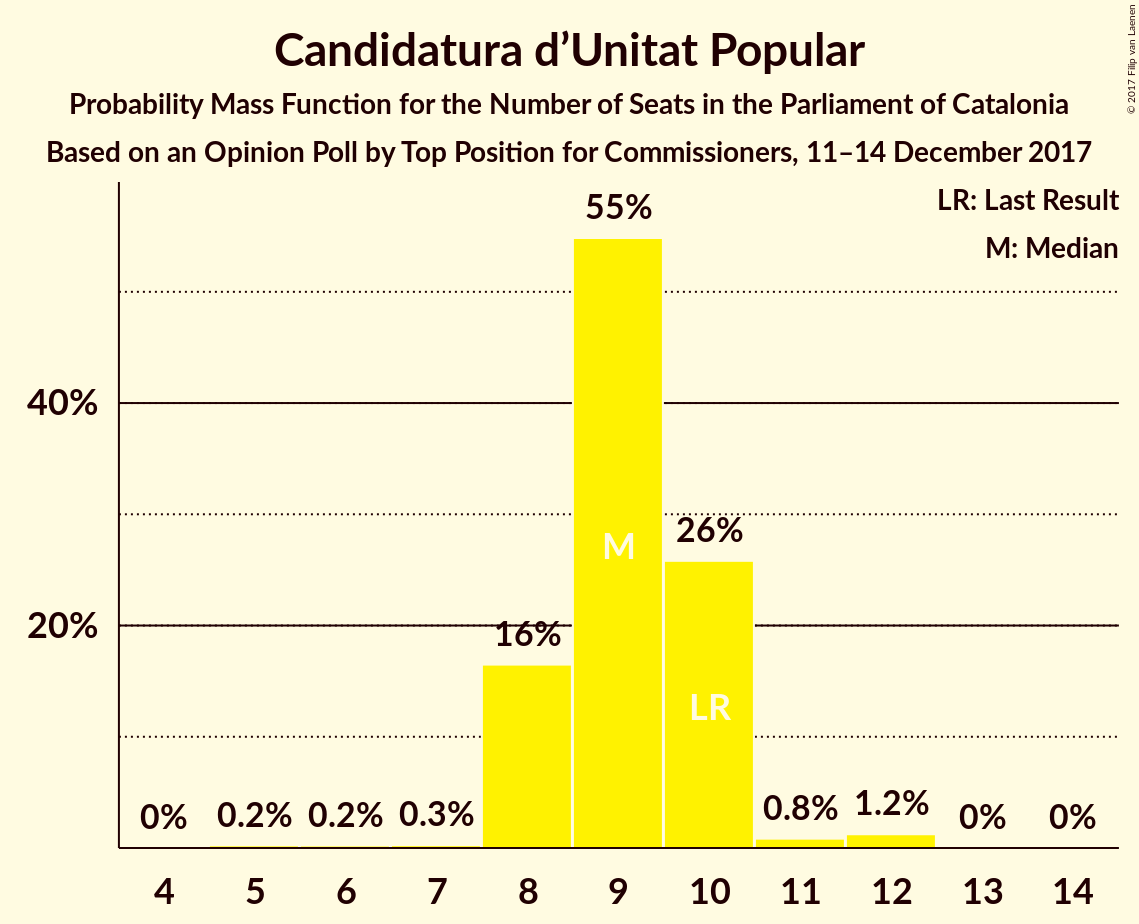 Candidatura d’Unitat Popular
Probability Mass Function for the Number of Seats in the Parliament of Catalonia
Based on an Opinion Poll by Top Position for Commissioners, 11–14 December 2017
© 2017 Filip van Laenen
LR: Last Result
M: Median
55%
40%
26%
M
20%
16%
LR
0% 0.2% 0.2% 0.3% 0.8% 1.2% 0% 0%
4 5 6 7 8 9 10 11 12 13 14